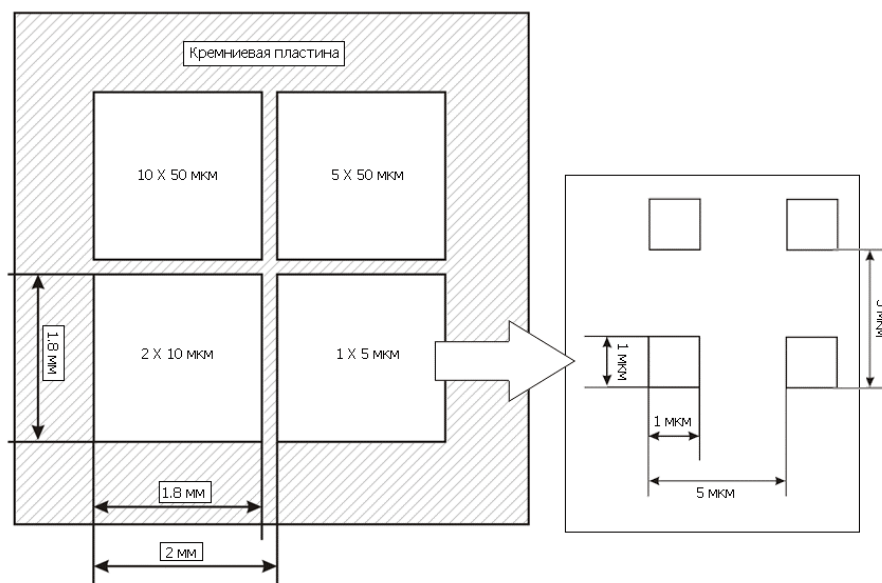 Кремниевая пластина
10 X 50 мкм
5 X 50 мкм
2 X 10 мкм
1 X 5 мкм
1.8 мм
1.8 мм
2 мм
1 мкм
1 мкм
5 мкм
мкм